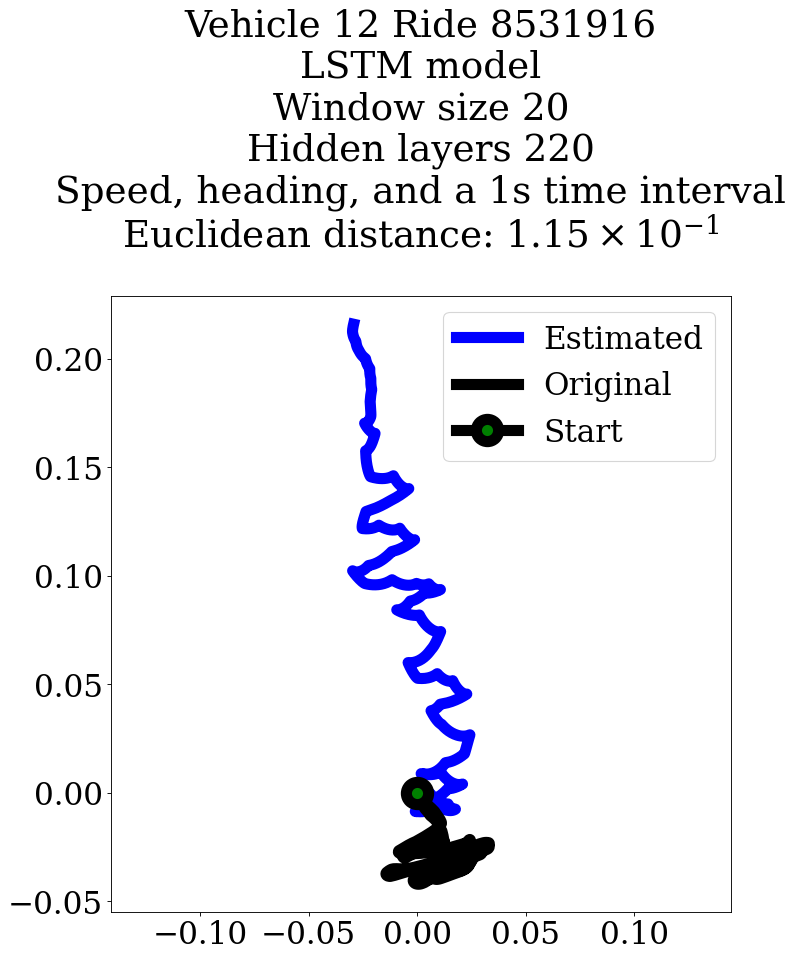 Vehicle 12 Ride 8531916
LSTM model
Window size 20
Hidden layers 220
Speed, heading, and a 1s time interval
Euclidean distance: 1.15 × 10⁻¹
Estimated
Original
Start
0.20
0.15
0.10
0.05
0.00
−0.05
−0.10 −0.05 0.00 0.05 0.10